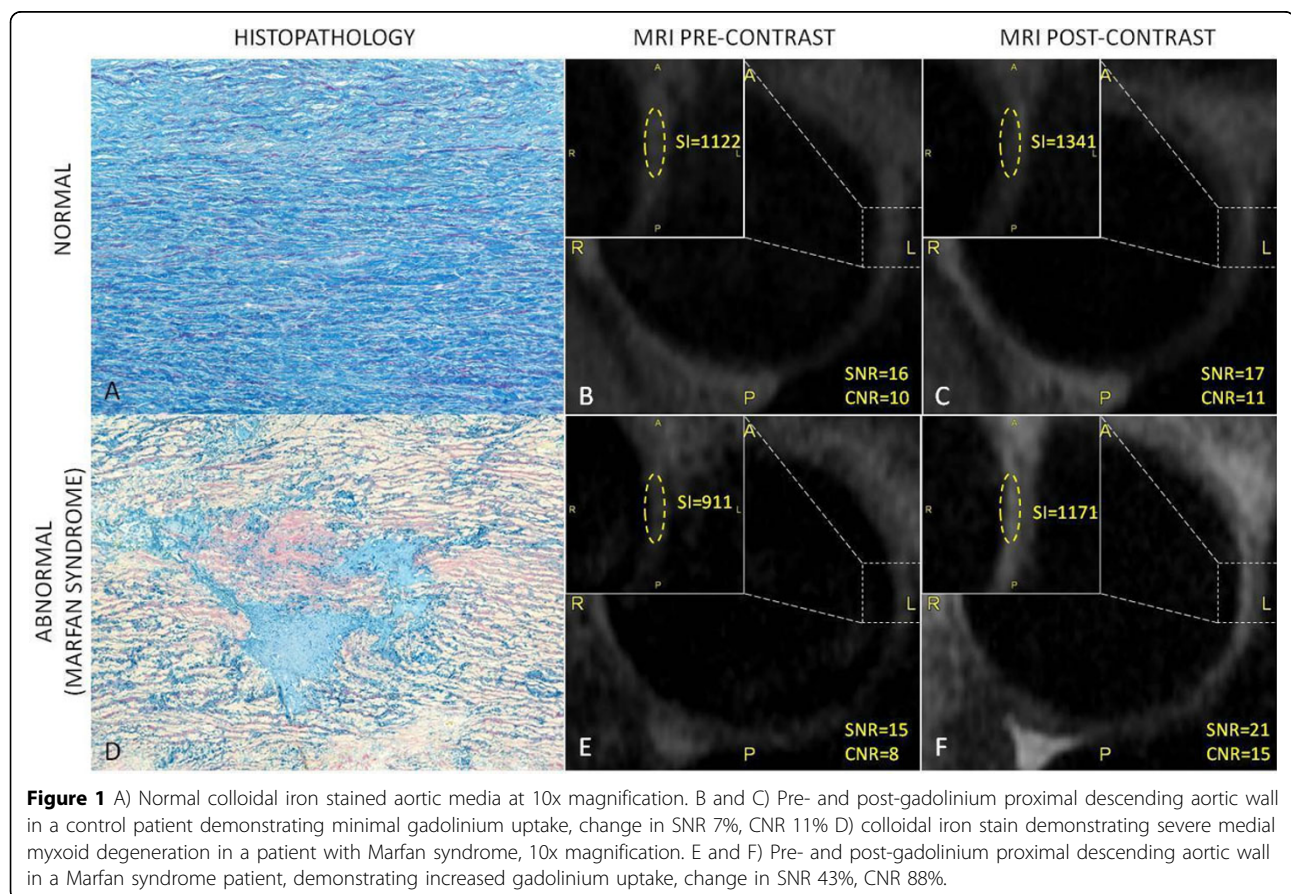 HISTOPATHOLOGY
MRI PRE-CONTRAST
MRI POST-CONTRAST
NORMAL
A
A
R
L
P
SI=1122
A
R
L
P
SNR=16
CNR=10
B
A
R
L
P
SI=1341
A
R
L
P
SNR=17
CNR=11
C
ABNORMAL
(MARFAN SYNDROME)
D
A
R
L
P
SI=911
A
R
L
P
SNR=15
CNR=8
E
A
R
L
P
SI=1171
A
R
L
P
SNR=21
CNR=15
F
Figure 1 A) Normal colloidal iron stained aortic media at 10x magnification. B and C) Pre- and post-gadolinium proximal descending aortic wall
in a control patient demonstrating minimal gadolinium uptake, change in SNR 7%, CNR 11% D) colloidal iron stain demonstrating severe medial
myxoid degeneration in a patient with Marfan syndrome, 10x magnification. E and F) Pre- and post-gadolinium proximal descending aortic wall
in a Marfan syndrome patient, demonstrating increased gadolinium uptake, change in SNR 43%, CNR 88%.